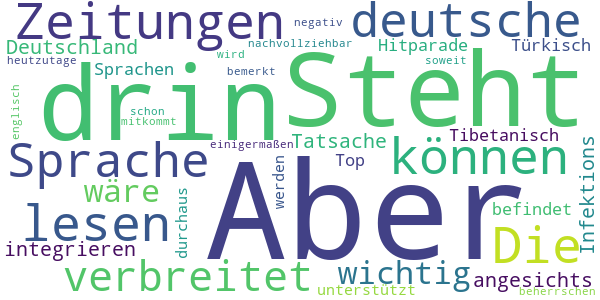 Zeitungen
negativ
deutsche
Deutschland
nachvollziehbar
Hitparade
Türkisch
heutzutage
Sprachen
wird
bemerkt
soweit
drin
Steht
englisch
schon
mitkommt
einigermaßen
Tatsache
Tibetanisch
Sprache
Top
können
Infektions
wäre
durchaus
werden
Aber
befindet
lesen
Die
integrieren
verbreitet
wichtig
angesichts
unterstützt
beherrschen